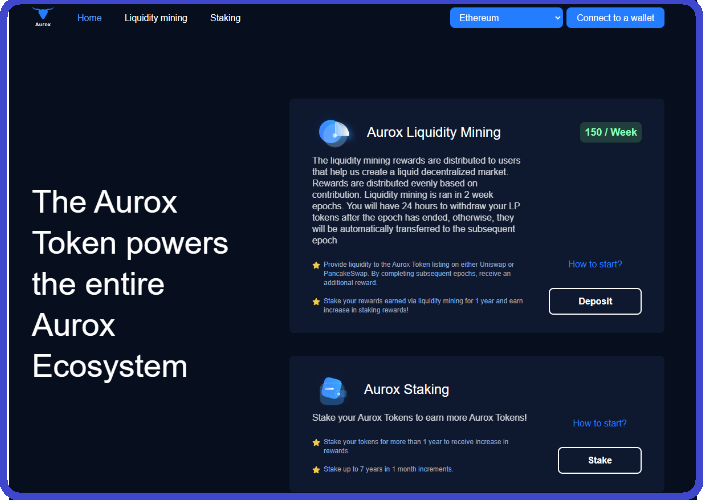 Aurox
Home
Liquidity mining
Staking
Ethereum
Connect to a wallet
The Aurox
Token powers
the entire
Aurox
Ecosystem
Aurox Liquidity Mining
150 / Week
The liquidity mining rewards are distributed to users
that help us create a liquid decentralized market.
Rewards are distributed evenly based on
contribution. Liquidity mining is ran in 2 week
epochs. You will have 24 hours to withdraw your LP
tokens after the epoch has ended, otherwise, they
will be automatically transferred to the subsequent
epoch
Provide liquidity to the Aurox Token listing on either Uniswap or
PancakeSwap. By completing subsequent epochs, receive an
additional reward.
Stake your rewards earned via liquidity mining for 1 year and earn
increase in staking rewards!
How to start?
Deposit
Aurox Staking
Stake your Aurox Tokens to earn more Aurox Tokens!
Stake your tokens for more than 1 year to receive increase in
rewards
Stake up to 7 years in 1 month increments.
How to start?
Stake